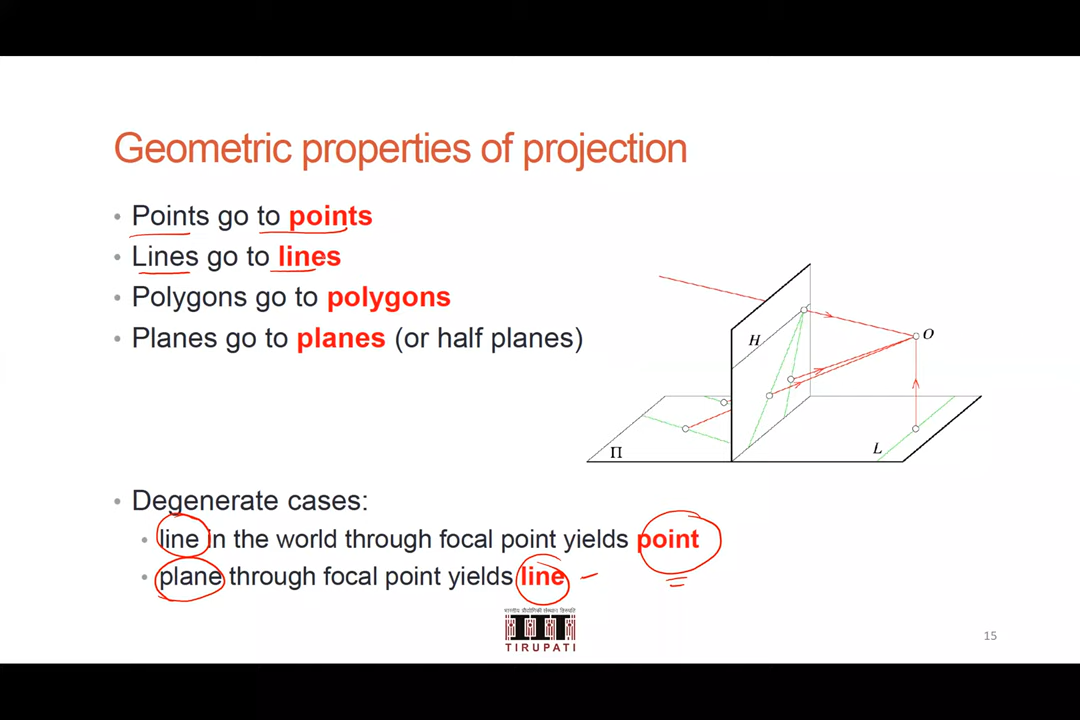 Geometric properties of projection
• Points go to points
• Lines go to lines
• Polygons go to polygons
• Planes go to planes (or half planes)
H
O
Π
L
• Degenerate cases:
• line in the world through focal point yields point
• plane through focal point yields line
भारतीय प्रौद्योगिकी संस्थान तिरुपति
TIRUPATI
15